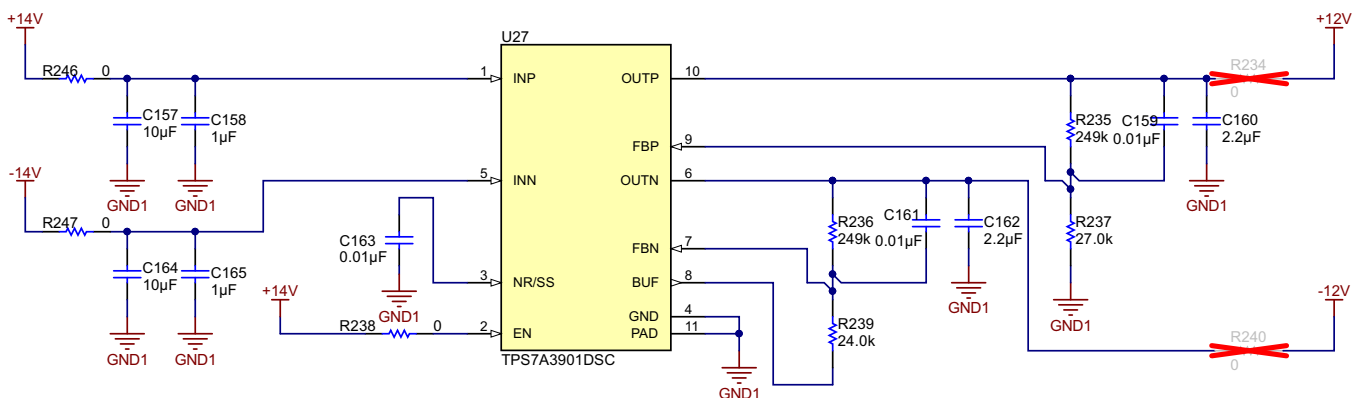 +14V
R246 0
C157
10µF
C158
1µF
GND1
GND1
-14V
R247 0
C164
10µF
C165
1µF
GND1
GND1
C163
0.01µF
GND1
+14V
R238 0
U27
1 INP
5 INN
3 NR/SS
2 EN
OUTP 10
FBP 9
OUTN 6
FBN 7
BUF 8
GND 4
PAD 11
TPS7A3901DSC
GND1
R236
249k
C161
0.01µF
C162
2.2µF
GND1
R239
24.0k
R235
249k
C159
0.01µF
C160
2.2µF
GND1
R237
27.0k
GND1
R234
0
+12V
R240
0
-12V